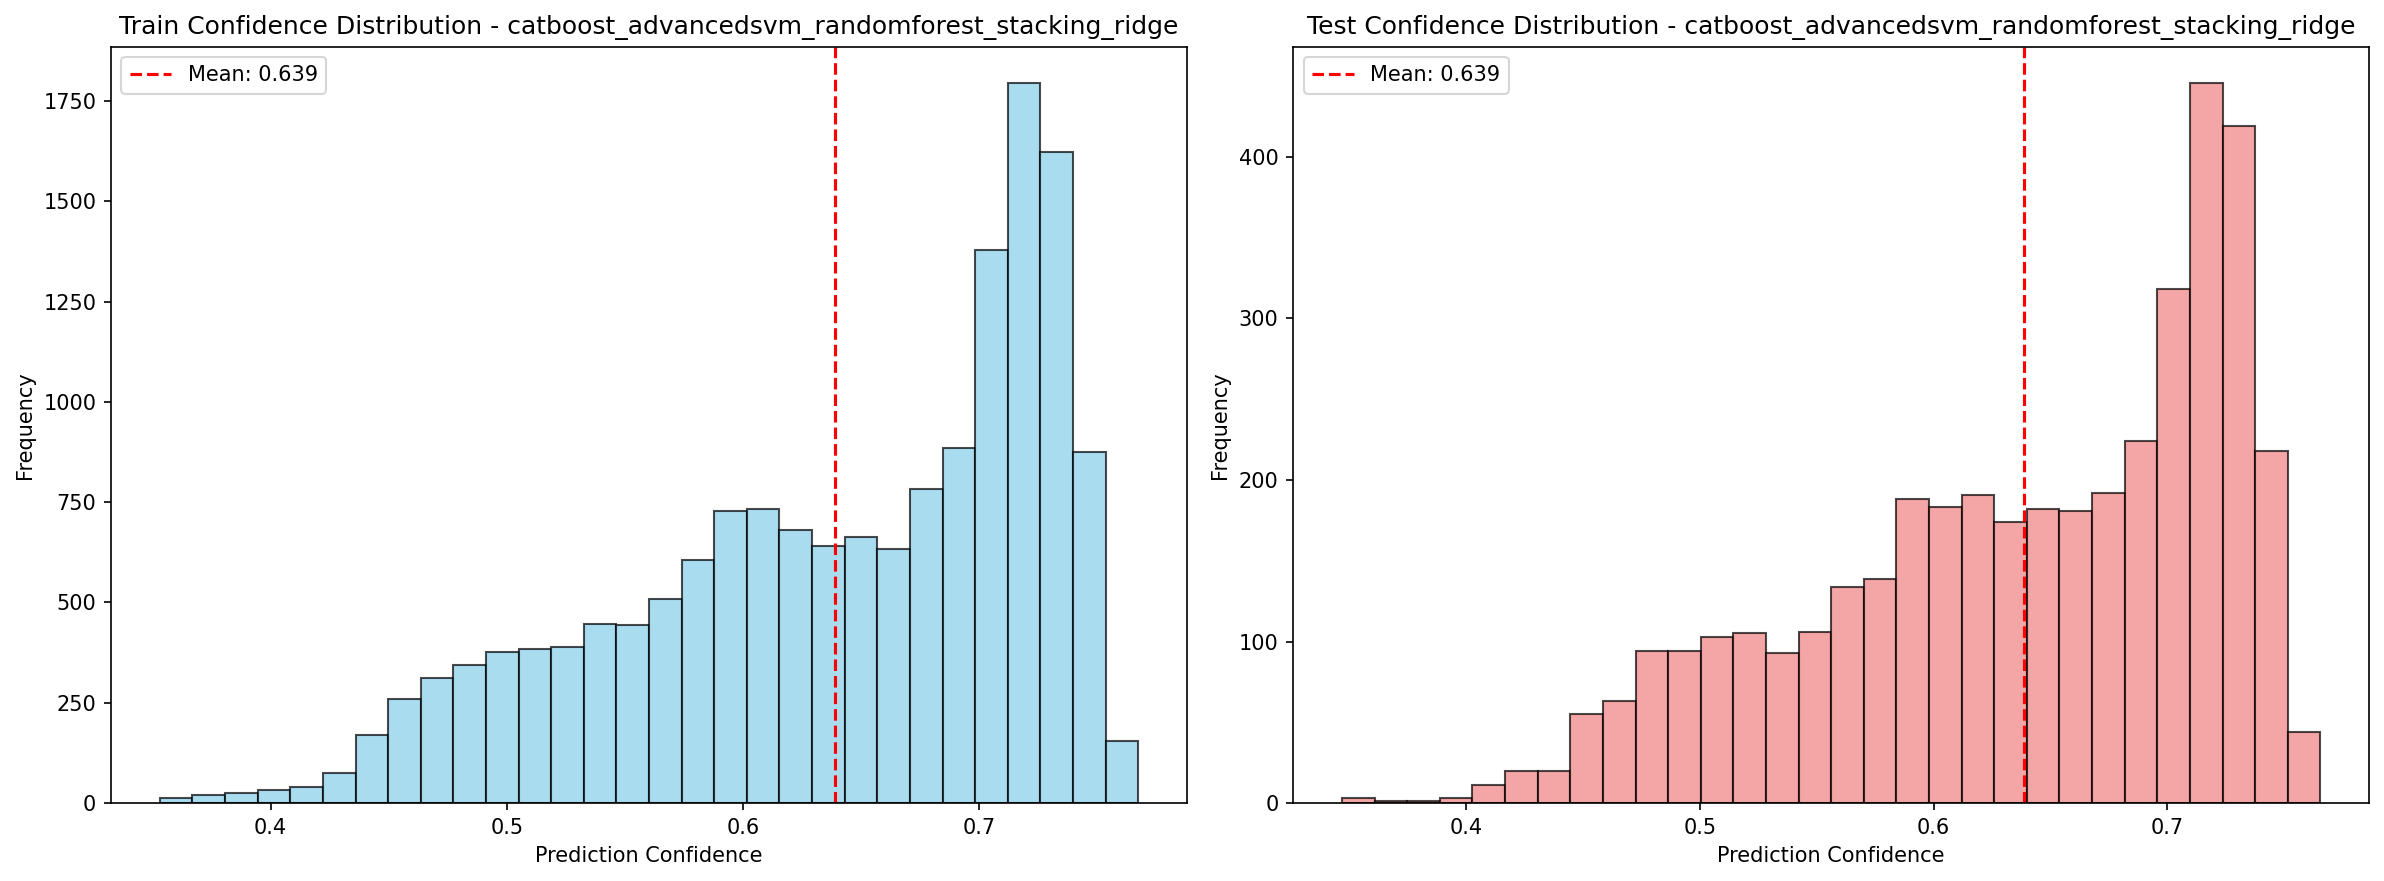 Train Confidence Distribution - catboost_advancedsvm_randomforest_stacking_ridge
Mean: 0.639
1750
1500
1250
1000
750
500
250
0
Frequency
0.4 0.5 0.6 0.7
Prediction Confidence
Test Confidence Distribution - catboost_advancedsvm_randomforest_stacking_ridge
Mean: 0.639
400
300
200
100
0
Frequency
0.4 0.5 0.6 0.7
Prediction Confidence